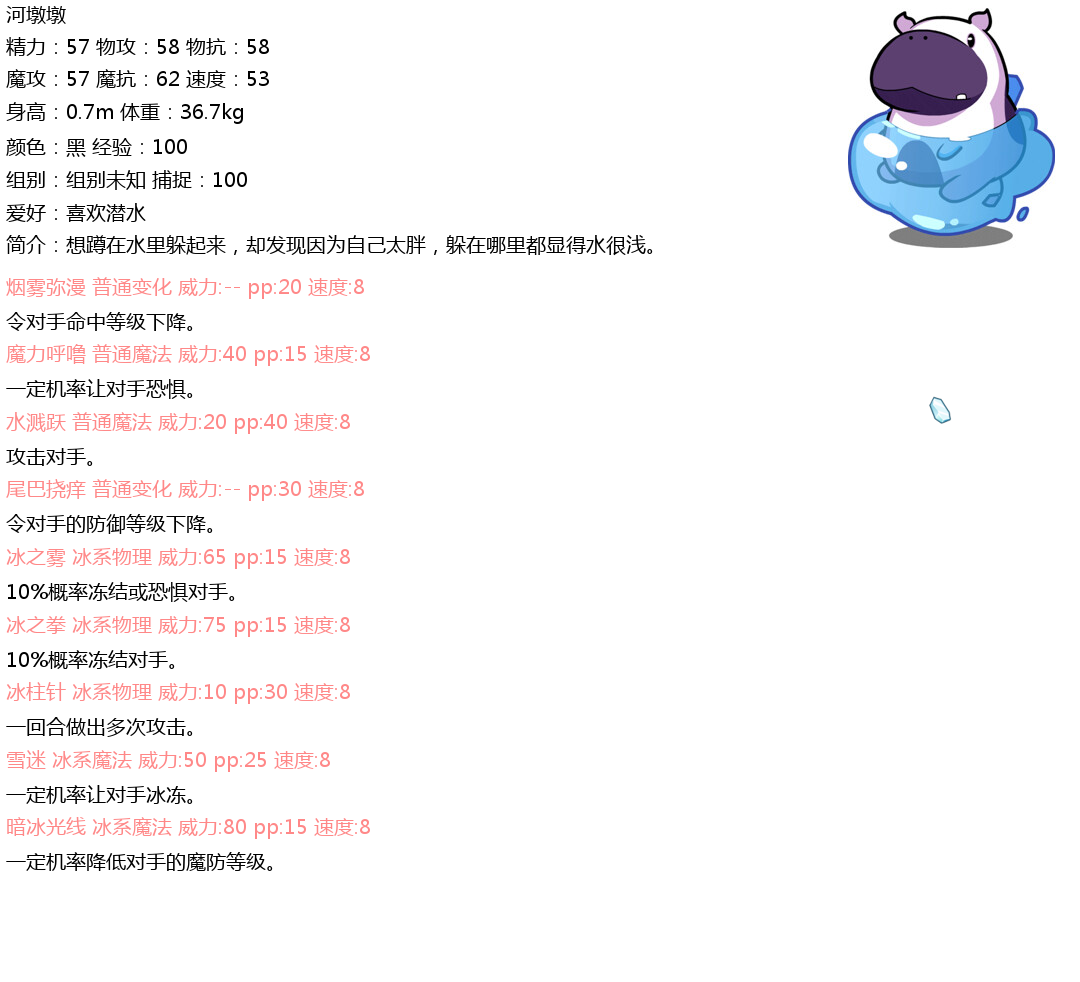 河墩墩
精力：57 物攻：58 物抗：58
魔攻：57 魔抗：62 速度：53
身高：0.7m 体重：36.7kg
颜色：黑 经验：100
组别：组别未知 捕捉：100
爱好：喜欢潜水
简介：想蹲在水里躲起来，却发现因为自己太胖，躲在哪里都显得水很浅。
烟雾弥漫 普通变化 威力:-- pp:20 速度:8
令对手命中等级下降。
魔力呼噜 普通魔法 威力:40 pp:15 速度:8
一定机率让对手恐惧。
水溅跃 普通魔法 威力:20 pp:40 速度:8
攻击对手。
尾巴挠痒 普通变化 威力:-- pp:30 速度:8
令对手的防御等级下降。
冰之雾 冰系物理 威力:65 pp:15 速度:8
10%概率冻结或恐惧对手。
冰之拳 冰系物理 威力:75 pp:15 速度:8
10%概率冻结对手。
冰柱针 冰系物理 威力:10 pp:30 速度:8
一回合做出多次攻击。
雪迷 冰系魔法 威力:50 pp:25 速度:8
一定机率让对手冰冻。
暗冰光线 冰系魔法 威力:80 pp:15 速度:8
一定机率降低对手的魔防等级。